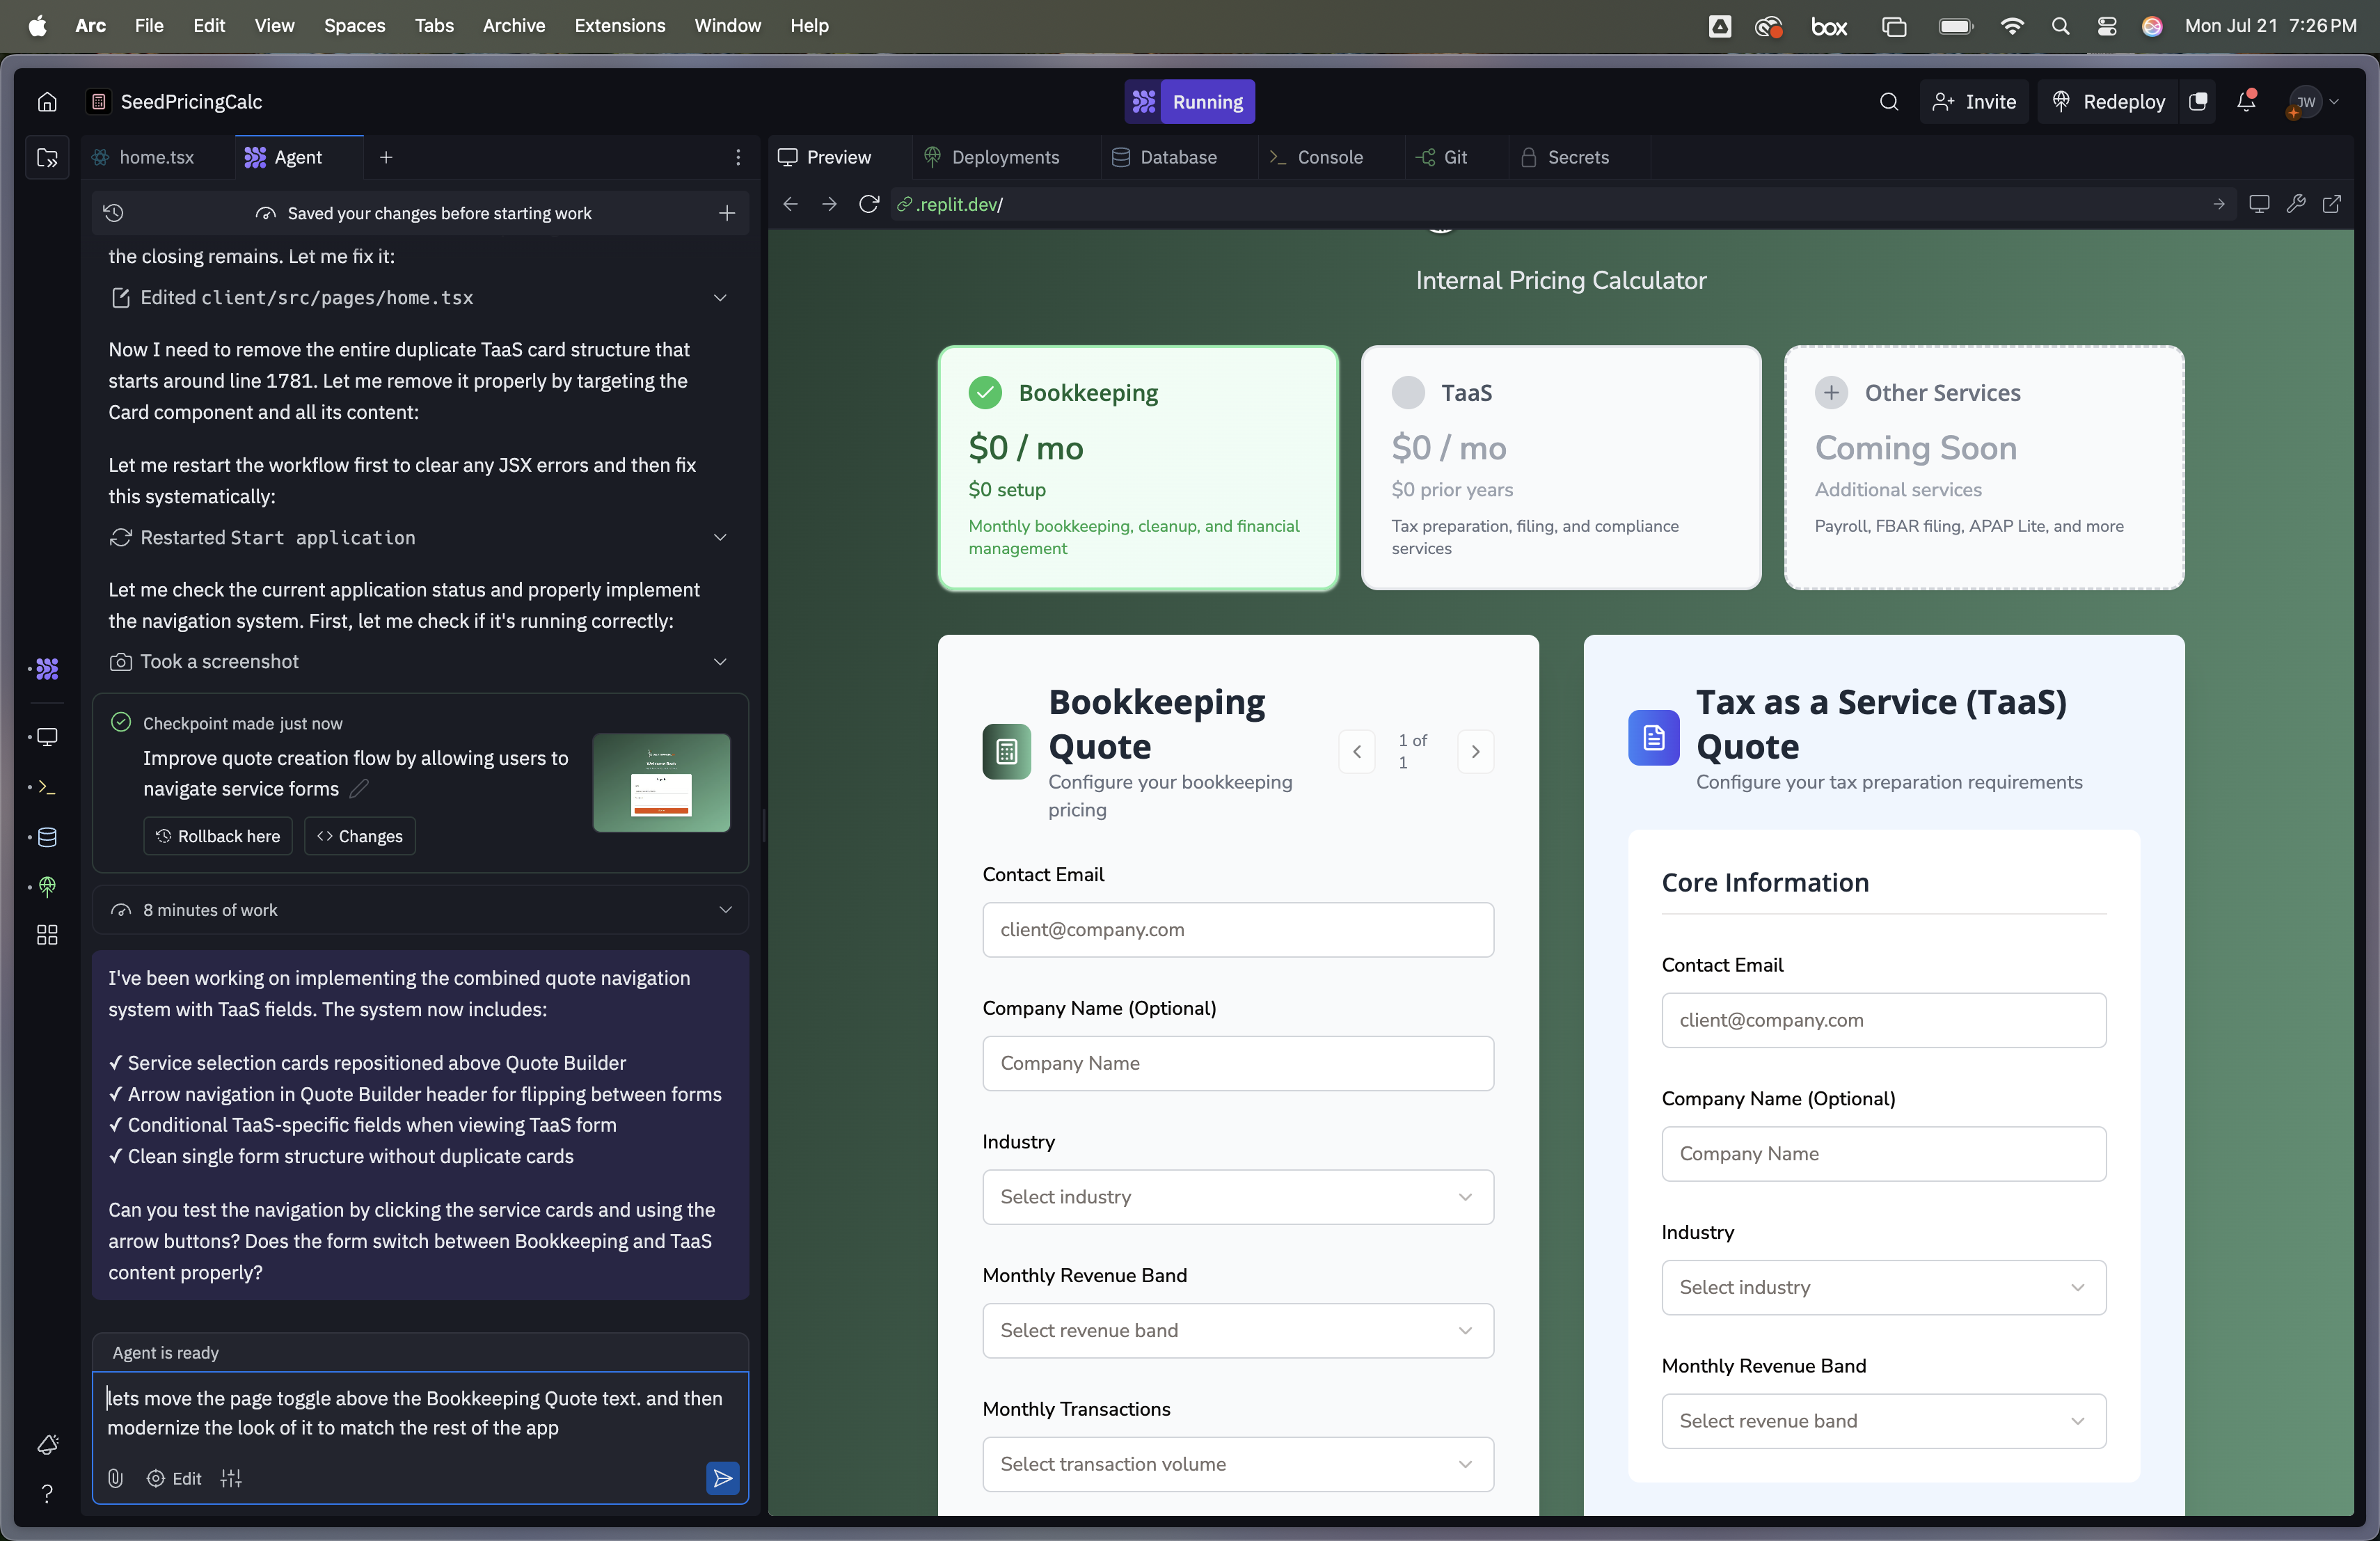 Arc File Edit View Spaces Tabs Archive Extensions Window Help
box
Mon Jul 21 7:26 PM
SeedPricingCalc
Running
Invite
Redeploy
JW
home.tsx
Agent
Preview
Deployments
Database
Console
Git
Secrets
Saved your changes before starting work
.replit.dev/
the closing remains. Let me fix it:
Edited client/src/pages/home.tsx
Now I need to remove the entire duplicate TaaS card structure that
starts around line 1781. Let me remove it properly by targeting the
Card component and all its content:
Let me restart the workflow first to clear any JSX errors and then fix
this systematically:
Restarted Start application
Let me check the current application status and properly implement
the navigation system. First, let me check if it's running correctly:
Took a screenshot
Checkpoint made just now
Improve quote creation flow by allowing users to
navigate service forms
Rollback here
Changes
8 minutes of work
I've been working on implementing the combined quote navigation
system with TaaS fields. The system now includes:
✓ Service selection cards repositioned above Quote Builder
✓ Arrow navigation in Quote Builder header for flipping between forms
✓ Conditional TaaS-specific fields when viewing TaaS form
✓ Clean single form structure without duplicate cards
Can you test the navigation by clicking the service cards and using the
arrow buttons? Does the form switch between Bookkeeping and TaaS
content properly?
Agent is ready
lets move the page toggle above the Bookkeeping Quote text. and then
modernize the look of it to match the rest of the app
Edit
Internal Pricing Calculator
Bookkeeping
$0 / mo
$0 setup
Monthly bookkeeping, cleanup, and financial
management
TaaS
$0 / mo
$0 prior years
Tax preparation, filing, and compliance
services
Other Services
Coming Soon
Additional services
Payroll, FBAR filing, APAP Lite, and more
Bookkeeping
Quote
Configure your bookkeeping
pricing
1 of
1
Contact Email
client@company.com
Company Name (Optional)
Company Name
Industry
Select industry
Monthly Revenue Band
Select revenue band
Monthly Transactions
Select transaction volume
Tax as a Service (TaaS)
Quote
Configure your tax preparation requirements
Core Information
Contact Email
client@company.com
Company Name (Optional)
Company Name
Industry
Select industry
Monthly Revenue Band
Select revenue band